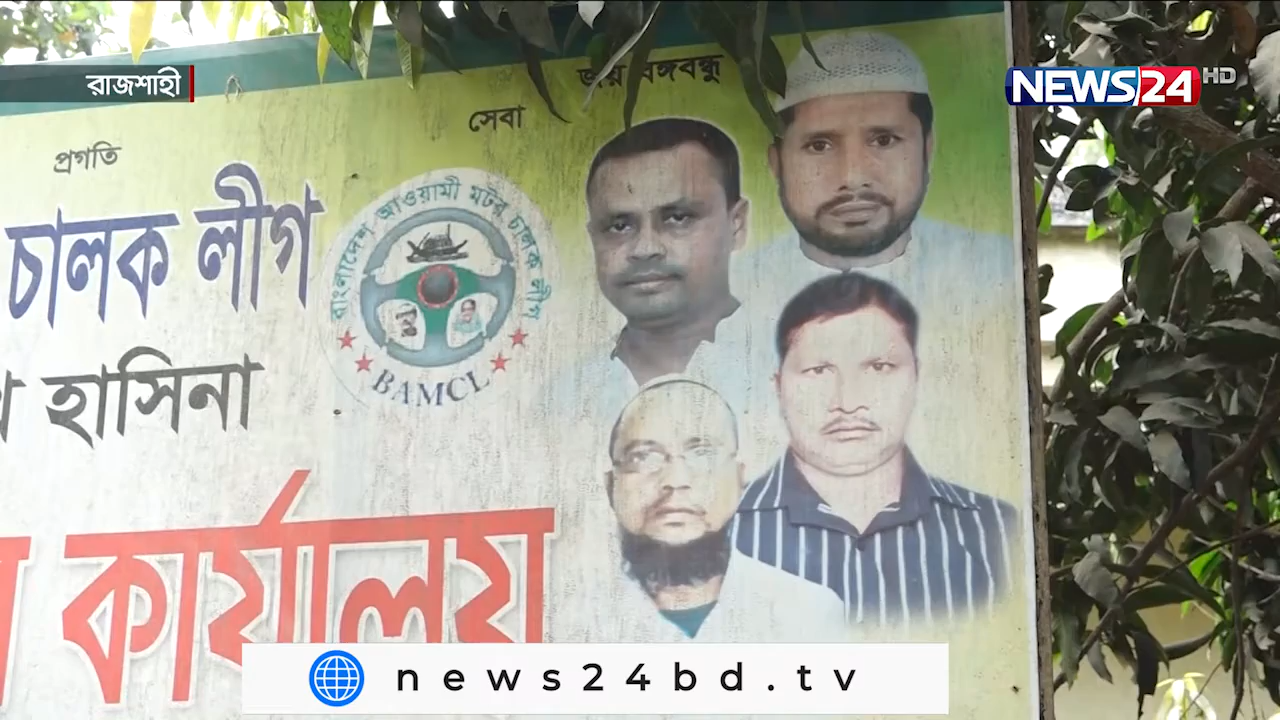 রাজশাহী
NEWS24 HD
জয় বঙ্গবন্ধু
সেবা
প্রগতি
চালক লীগ
বাংলাদেশ আওয়ামী মটর চালক লীগ
BAMCL
হাসিনা
কার্যালয়
news24bd.tv